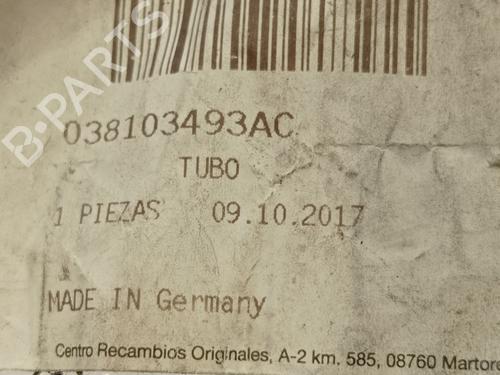 B-PARTS
038103493AC
TUBO
1 PIEZAS 09.10.2017
MADE IN Germany
Centro Recambios Originales, A-2 km. 585, 08760 Martore